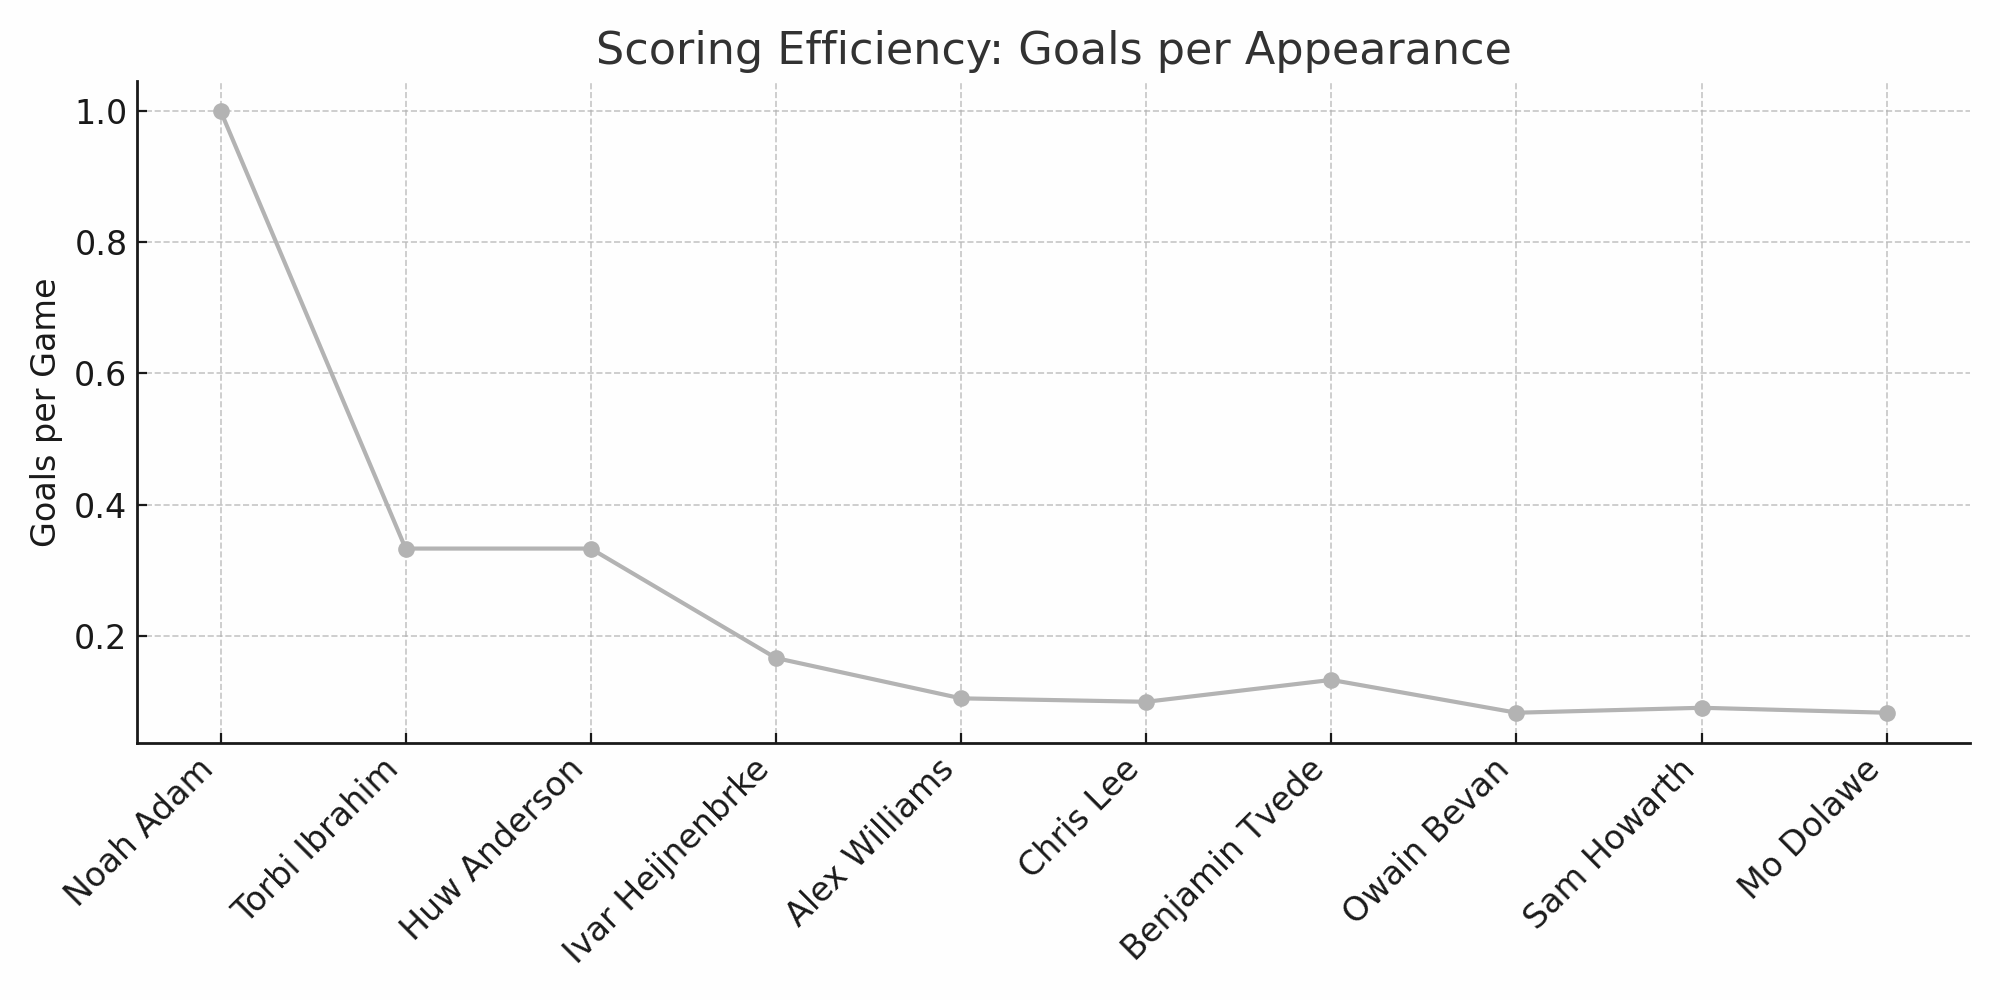 Scoring Efficiency: Goals per Appearance
Goals per Game
1.0
0.8
0.6
0.4
0.2
Noah Adam
Torbi Ibrahim
Huw Anderson
Ivar Heijnenbrke
Alex Williams
Chris Lee
Benjamin Tvede
Owain Bevan
Sam Howarth
Mo Dolawe